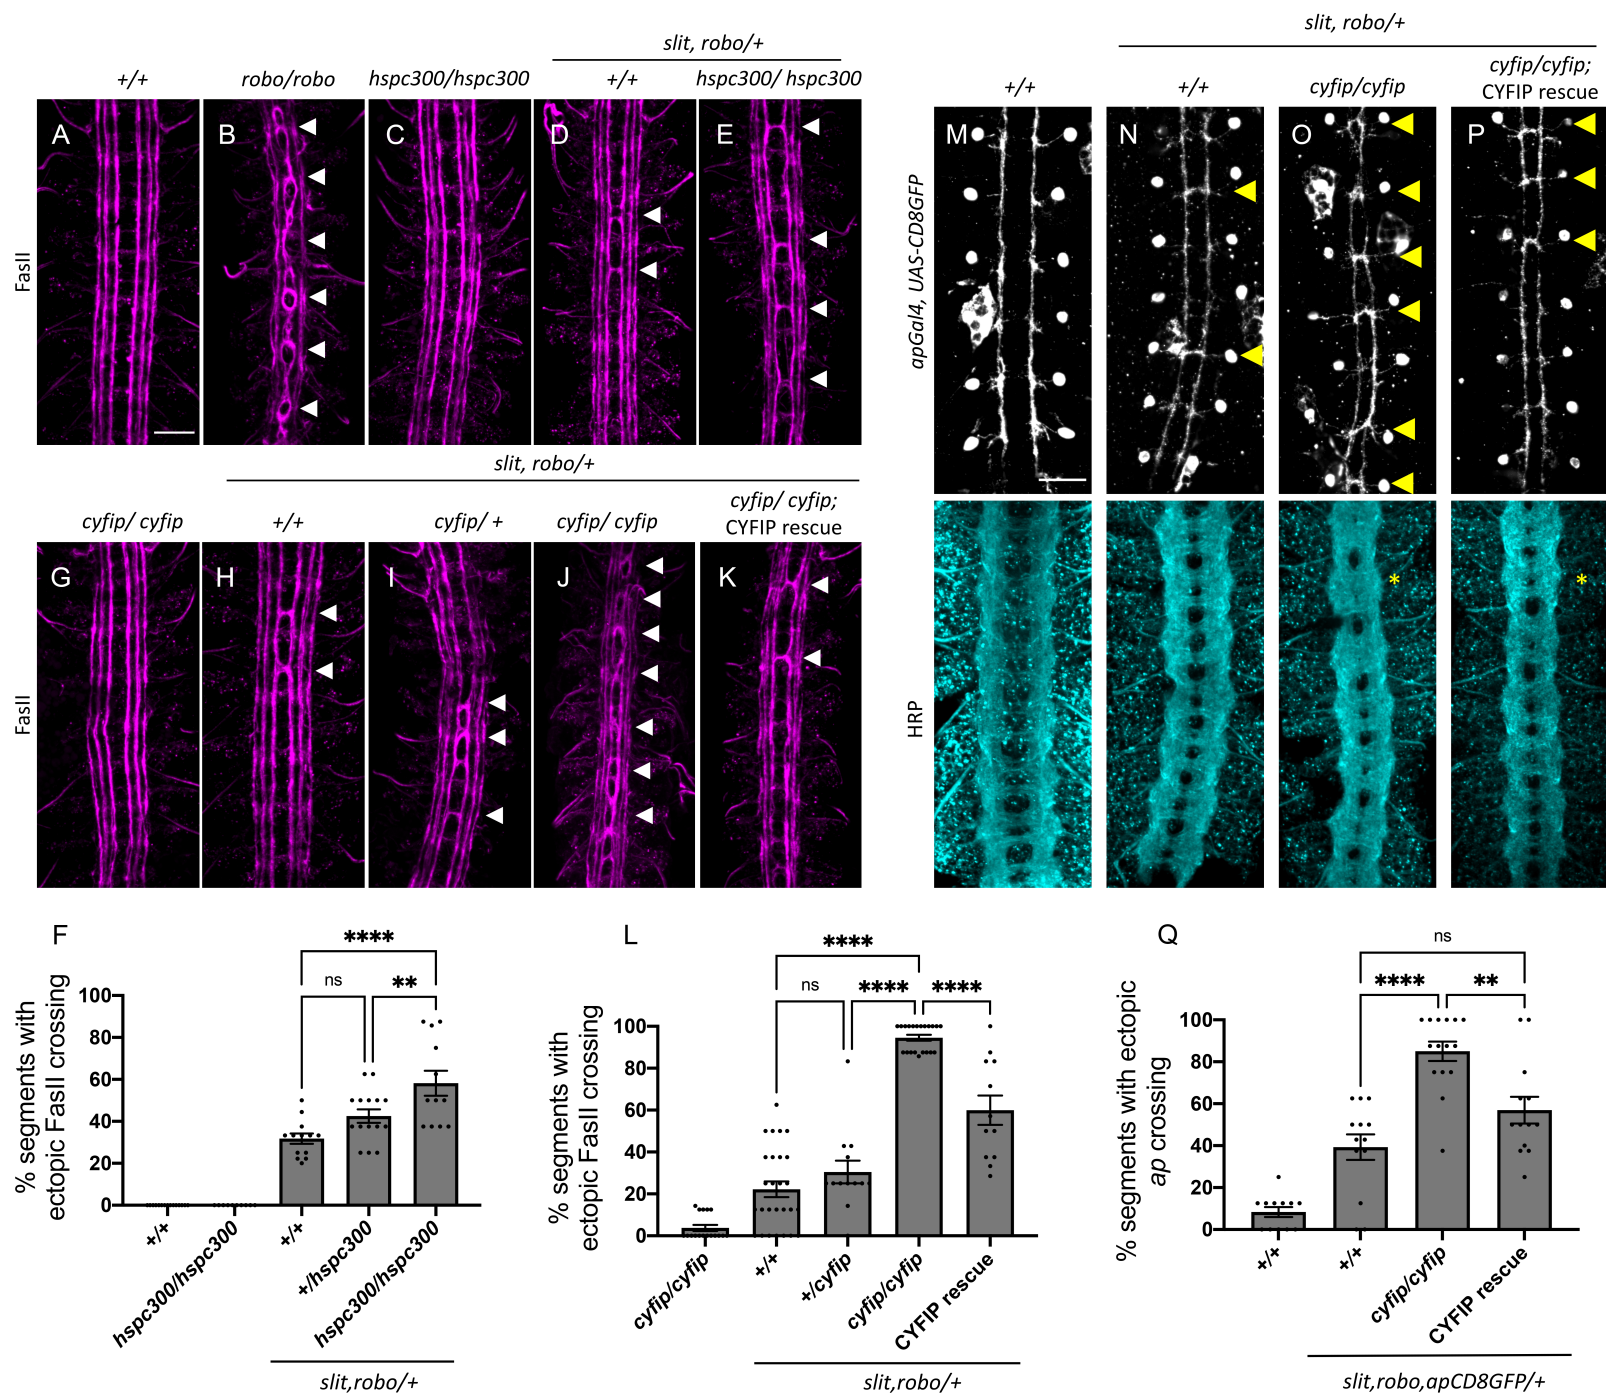 slit, robo/+
+/+
robo/robo
hspc300/hspc300
+/+
hspc300/ hspc300
A
B
C
D
E
FasII
slit, robo/+
cyfip/ cyfip
+/+
cyfip/ +
cyfip/ cyfip
cyfip/ cyfip;
CYFIP rescue
G
H
I
J
K
FasII
slit, robo/+
+/+
+/+
cyfip/cyfip
cyfip/cyfip;
CYFIP rescue
M
N
O
P
apGal4, UAS-CD8GFP
HRP
*
*
F
% segments with
ectopic FasII crossing
100
80
60
40
20
0
****
ns
**
+/+
hspc300/hspc300
+/+
+/hspc300
hspc300/hspc300
slit,robo/+
L
% segments with
ectopic FasII crossing
100
80
60
40
20
0
****
ns
****
****
cyfip/cyfip
+/+
+/cyfip
cyfip/cyfip
CYFIP rescue
slit,robo/+
Q
% segments with ectopic
ap crossing
100
80
60
40
20
0
ns
****
**
+/+
+/+
cyfip/cyfip
CYFIP rescue
slit,robo,apCD8GFP/+